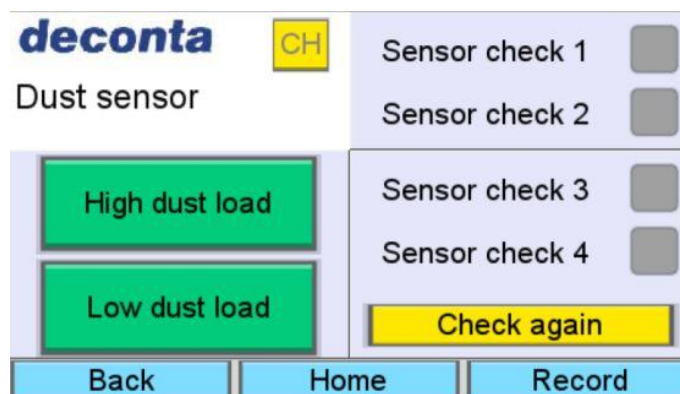 deconta
CH
Dust sensor
Sensor check 1
Sensor check 2
High dust load
Low dust load
Sensor check 3
Sensor check 4
Check again
Back
Home
Record